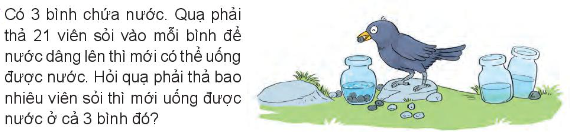 Có 3 bình chứa nước. Quạ phải
thả 21 viên sỏi vào mỗi bình để
nước dâng lên thì mới có thể uống
được nước. Hỏi quạ phải thả bao
nhiêu viên sỏi thì mới uống được
nước ở cả 3 bình đó?